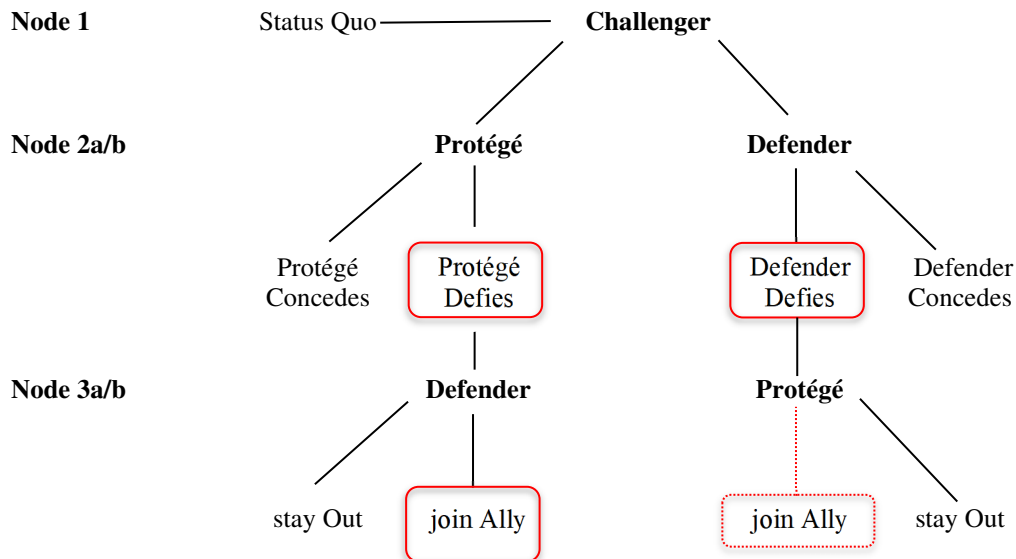 Node 1 Status Quo Challenger
Node 2a/b Protégé Defender
Protégé Concedes
Protégé Defies
Defender Defies
Defender Concedes
Node 3a/b Defender Protégé
stay Out join Ally join Ally stay Out